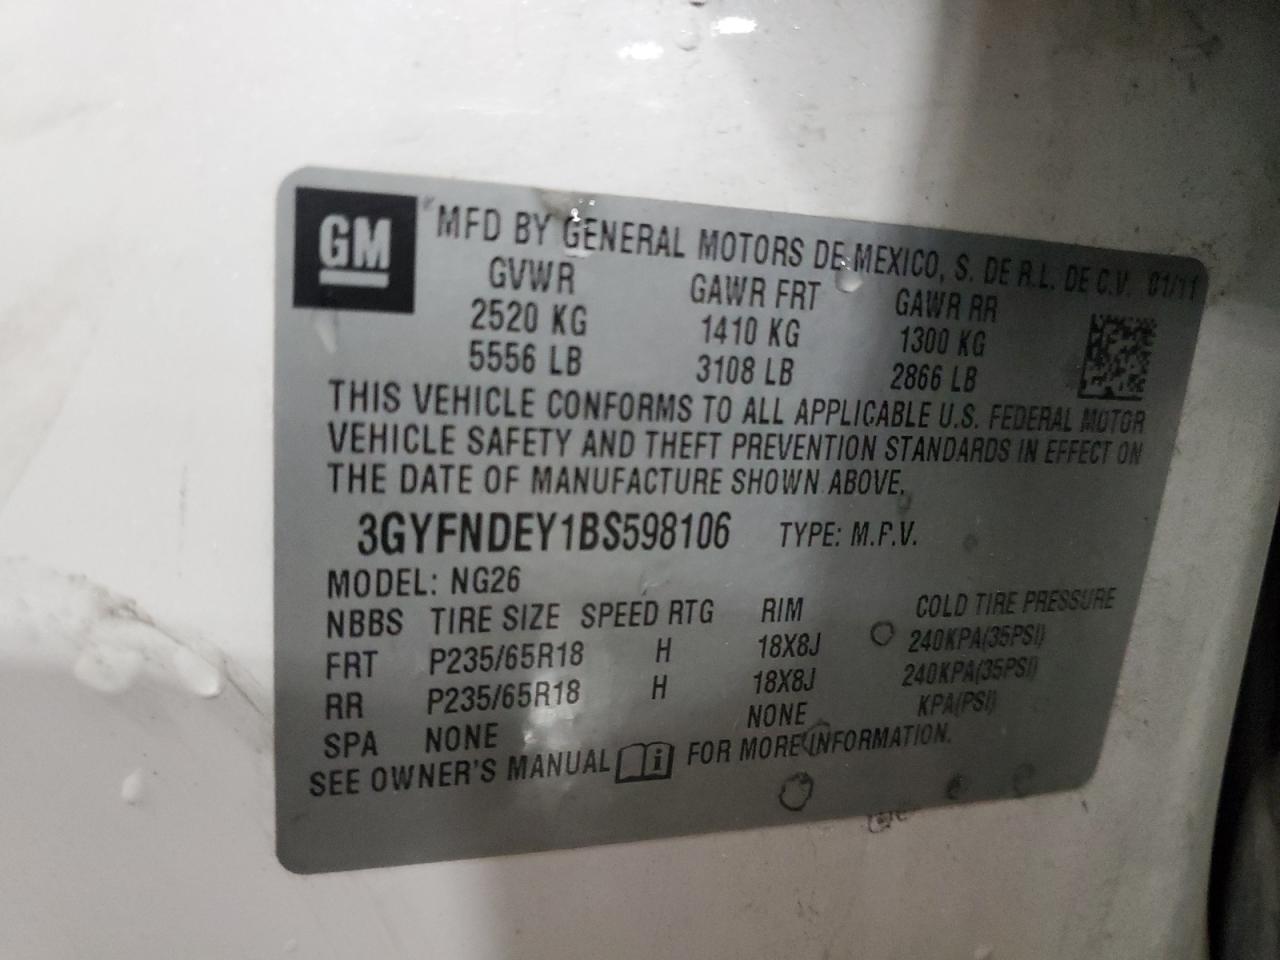 GM ® MFD BY GENERAL MOTORS DE MEXICO, S. DE R.L. DE C.V. 01/11
GVWR GAWR FRT GAWR RR
2520 KG 1410 KG 1300 KG
5556 LB 3108 LB 2866 LB
THIS VEHICLE CONFORMS TO ALL APPLICABLE U.S. FEDERAL MOTOR
VEHICLE SAFETY AND THEFT PREVENTION STANDARDS IN EFFECT ON
THE DATE OF MANUFACTURE SHOWN ABOVE.
3GYFNDEY1BS598106 TYPE: M.P.V.
MODEL: NG26
NBBS TIRE SIZE SPEED RTG RIM COLD TIRE PRESSURE
FRT P235/65R18 H 18X8J 240KPA(35PSI)
RR P235/65R18 H 18X8J 240KPA(35PSI)
SPA NONE NONE KPA(PSI)
SEE OWNER'S MANUAL i FOR MORE INFORMATION.